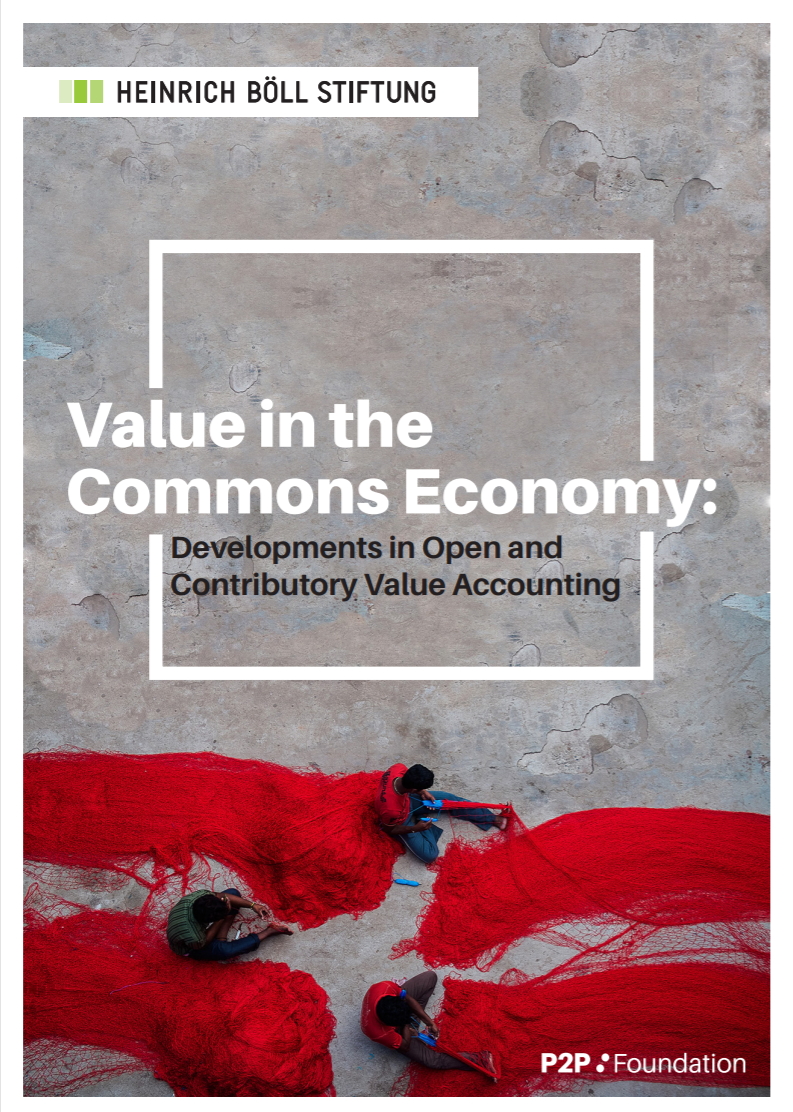 HEINRICH BÖLL STIFTUNG
Value in the
Commons Economy:
Developments in Open and
Contributory Value Accounting
P2P Foundation